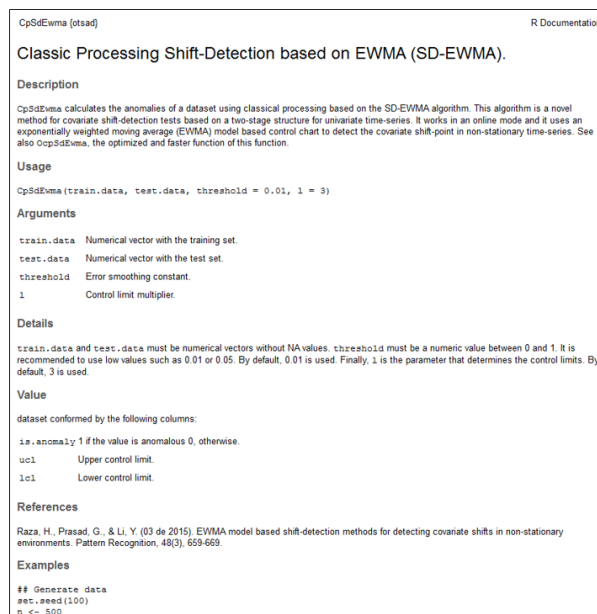 CpSdEwma {otsad} R Documentation
Classic Processing Shift-Detection based on EWMA (SD-EWMA).
Description
CpSdEwma calculates the anomalies of a dataset using classical processing based on the SD-EWMA algorithm. This algorithm is a novel
method for covariate shift-detection tests based on a two-stage structure for univariate time-series. It works in an online mode and it uses an
exponentially weighted moving average (EWMA) model based control chart to detect the covariate shift-point in non-stationary time-series. See
also OcpSdEwma, the optimized and faster function of this function.
Usage
CpSdEwma(train.data, test.data, threshold = 0.01, l = 3)
Arguments
train.data Numerical vector with the training set.
test.data Numerical vector with the test set.
threshold Error smoothing constant.
l Control limit multiplier.
Details
train.data and test.data must be numerical vectors without NA values. threshold must be a numeric value between 0 and 1. It is
recommended to use low values such as 0.01 or 0.05. By default, 0.01 is used. Finally, l is the parameter that determines the control limits. By
default, 3 is used.
Value
dataset conformed by the following columns:
is.anomaly 1 if the value is anomalous 0, otherwise.
ucl Upper control limit.
lcl Lower control limit.
References
Raza, H., Prasad, G., & Li, Y. (03 de 2015). EWMA model based shift-detection methods for detecting covariate shifts in non-stationary
environments. Pattern Recognition, 48(3), 659-669.
Examples
## Generate data
set.seed(100)
n <- 500